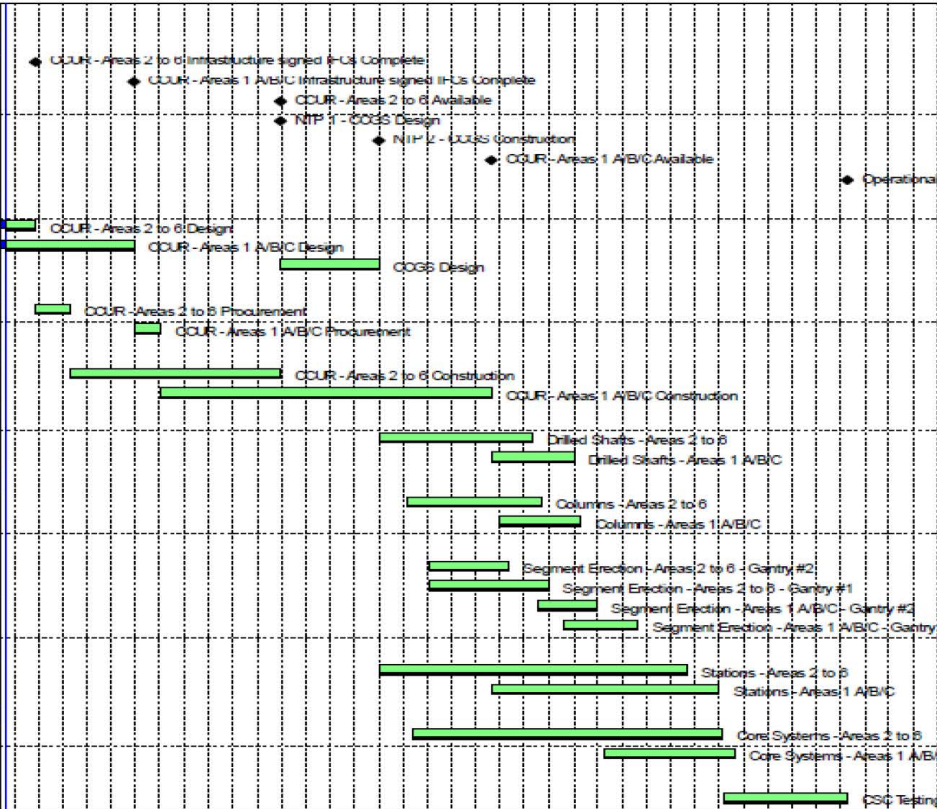 CCUR - Areas 2 to 6 Infrastructure signed IFCs Complete
CCUR - Areas 1 A/B/C Infrastructure signed IFCs Complete
CCUR - Areas 2 to 6 Available
NTP 1 - CCGS Design
NTP 2 - CCGS Construction
CCUR - Areas 1 A/B/C Available
Operational
CCUR - Areas 2 to 6 Design
CCUR - Areas 1 A/B/C Design
CCGS Design
CCUR - Areas 2 to 6 Procurement
CCUR - Areas 1 A/B/C Procurement
CCUR - Areas 2 to 6 Construction
CCUR - Areas 1 A/B/C Construction
Drilled Shafts - Areas 2 to 6
Drilled Shafts - Areas 1 A/B/C
Columns - Areas 2 to 6
Columns - Areas 1 A/B/C
Segment Erection - Areas 2 to 6 - Gantry #2
Segment Erection - Areas 2 to 6 - Gantry #1
Segment Erection - Areas 1 A/B/C - Gantry #2
Segment Erection - Areas 1 A/B/C - Gantry
Stations - Areas 2 to 6
Stations - Areas 1 A/B/C
Core Systems - Areas 2 to 6
Core Systems - Areas 1 A/B/
CSC Testing